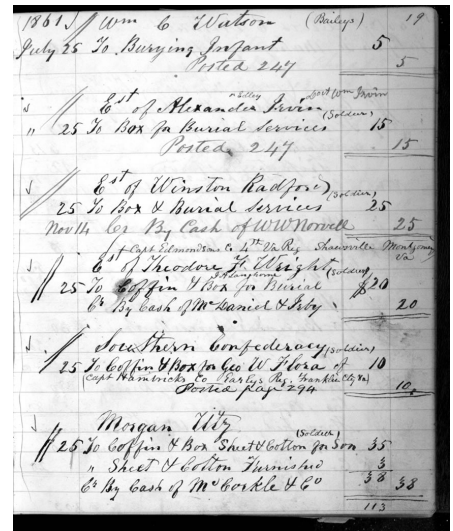 1861 Wm C Watson (Baileys) 19
July 25 To Burying Infant 5
Posted 247 5
Est of Alexander Irvin (Soldier)
" 25 To Box for Burial Services 15
Posted 247 15
Est of Winston Radford (Soldier)
25 To Box & Burial Services 25
Nov 14 Cr By Cash of WW Norvell 25
Capt Edmondsons Co 4th Va Reg Shawsville Montgomery Va
Est of Theodore F. Wright (Soldier)
25 To Coffin & Box for Burial $20
Cr By Cash of McDaniel & Irby 20
Southern Confederacy (Soldier)
25 To Coffin & Box for Geo W Flora of 10
(Capt Hambricks Co Earlys Reg. Franklin Cty Va)
Posted page 294 10
Morgan Utz (Soldier)
25 To Coffin & Box Sheet & Cotton for Son 35
" Sheet & Cotton Furnished 3
Cr By Cash of McCorkle & Co 38 38
113